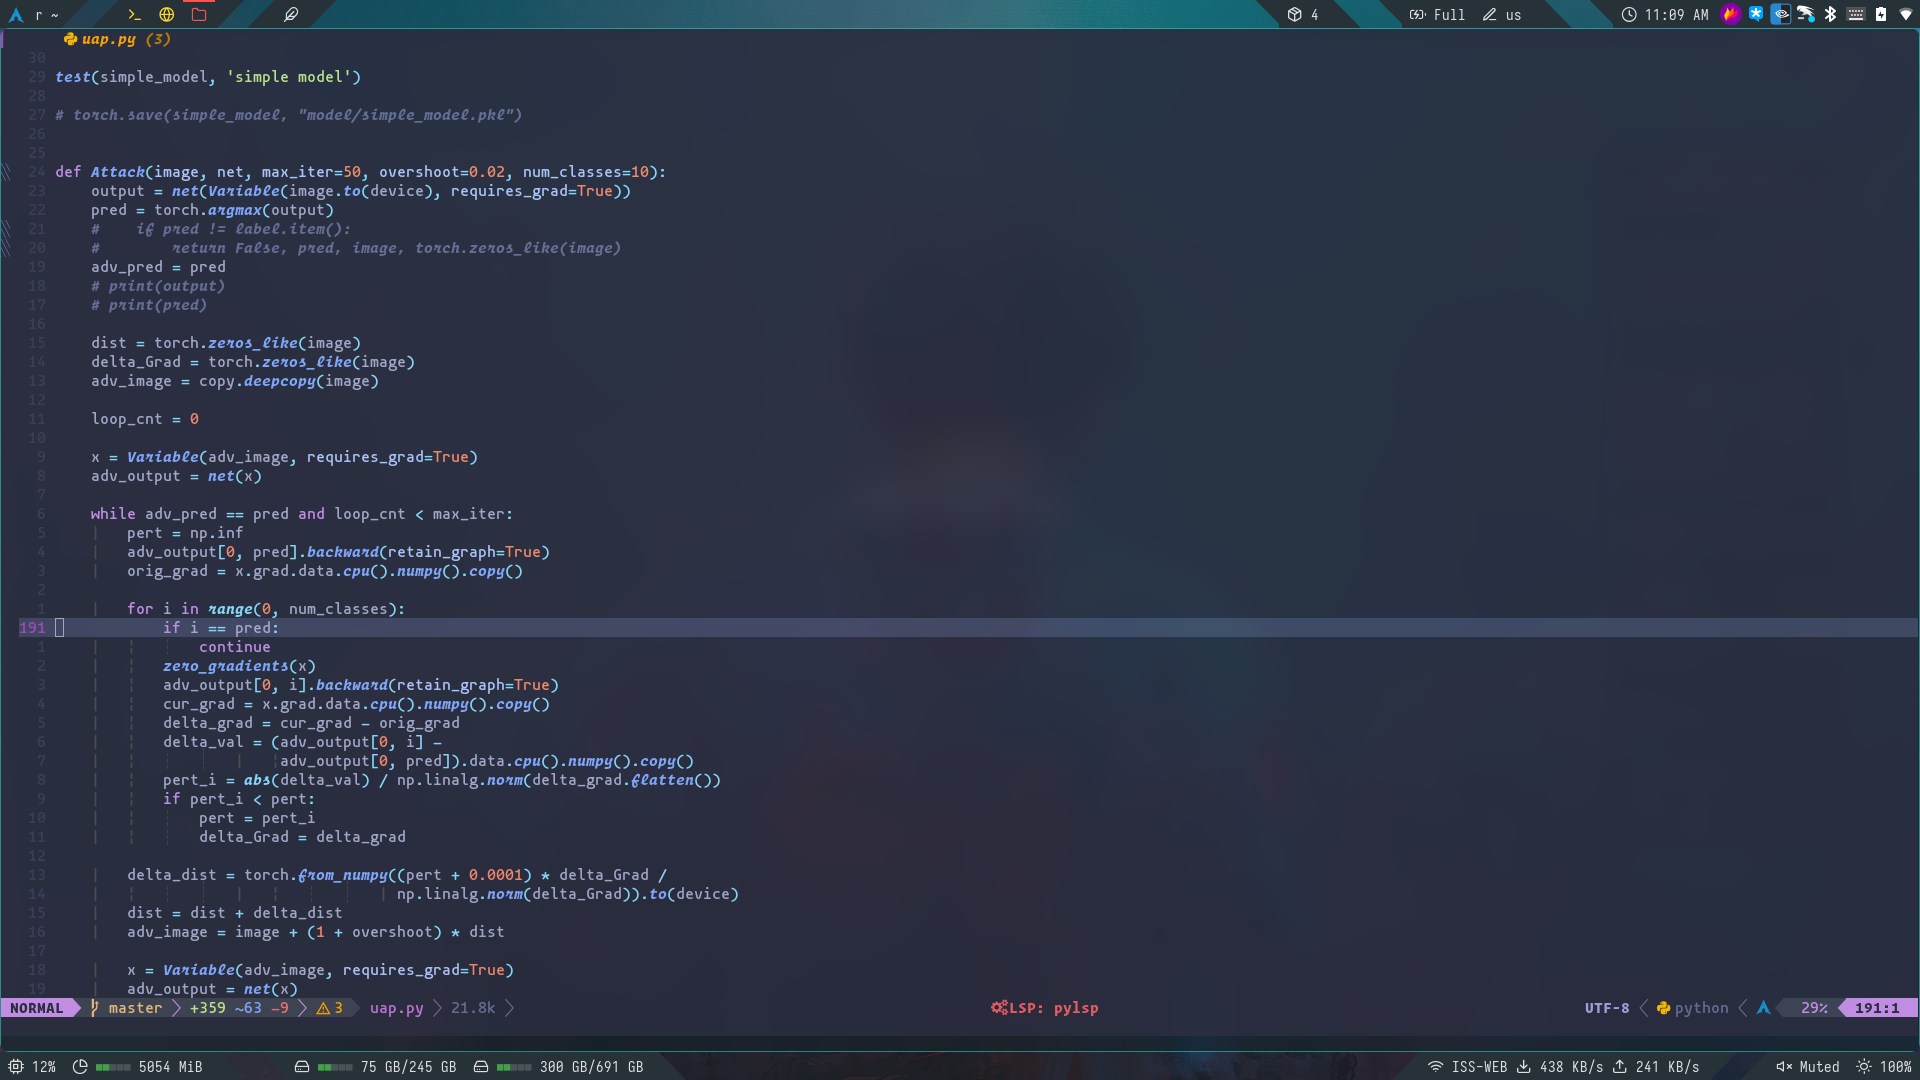 r ~
4
Full
us
11:09 AM
uap.py (3)
30
29 test(simple_model, 'simple model')
28
27 # torch.save(simple_model, "model/simple_model.pkl")
26
25
24 def Attack(image, net, max_iter=50, overshoot=0.02, num_classes=10):
23 output = net(Variable(image.to(device), requires_grad=True))
22 pred = torch.argmax(output)
21 #    if pred != label.item():
20 #        return False, pred, image, torch.zeros_like(image)
19 adv_pred = pred
18 # print(output)
17 # print(pred)
16
15 dist = torch.zeros_like(image)
14 delta_Grad = torch.zeros_like(image)
13 adv_image = copy.deepcopy(image)
12
11 loop_cnt = 0
10
9 x = Variable(adv_image, requires_grad=True)
8 adv_output = net(x)
7
6 while adv_pred == pred and loop_cnt < max_iter:
5 pert = np.inf
4 adv_output[0, pred].backward(retain_graph=True)
3 orig_grad = x.grad.data.cpu().numpy().copy()
2
1 for i in range(0, num_classes):
191 if i == pred:
1 continue
2 zero_gradients(x)
3 adv_output[0, i].backward(retain_graph=True)
4 cur_grad = x.grad.data.cpu().numpy().copy()
5 delta_grad = cur_grad - orig_grad
6 delta_val = (adv_output[0, i] -
7 adv_output[0, pred]).data.cpu().numpy().copy()
8 pert_i = abs(delta_val) / np.linalg.norm(delta_grad.flatten())
9 if pert_i < pert:
10 pert = pert_i
11 delta_Grad = delta_grad
12
13 delta_dist = torch.from_numpy((pert + 0.0001) * delta_Grad /
14 np.linalg.norm(delta_Grad)).to(device)
15 dist = dist + delta_dist
16 adv_image = image + (1 + overshoot) * dist
17
18 x = Variable(adv_image, requires_grad=True)
19 adv_output = net(x)
NORMAL master +359 ~63 -9 3 uap.py 21.8k LSP: pylsp UTF-8 python 29% 191:1
12% 5054 MiB 75 GB/245 GB 300 GB/691 GB ISS-WEB 438 KB/s 241 KB/s Muted 100%